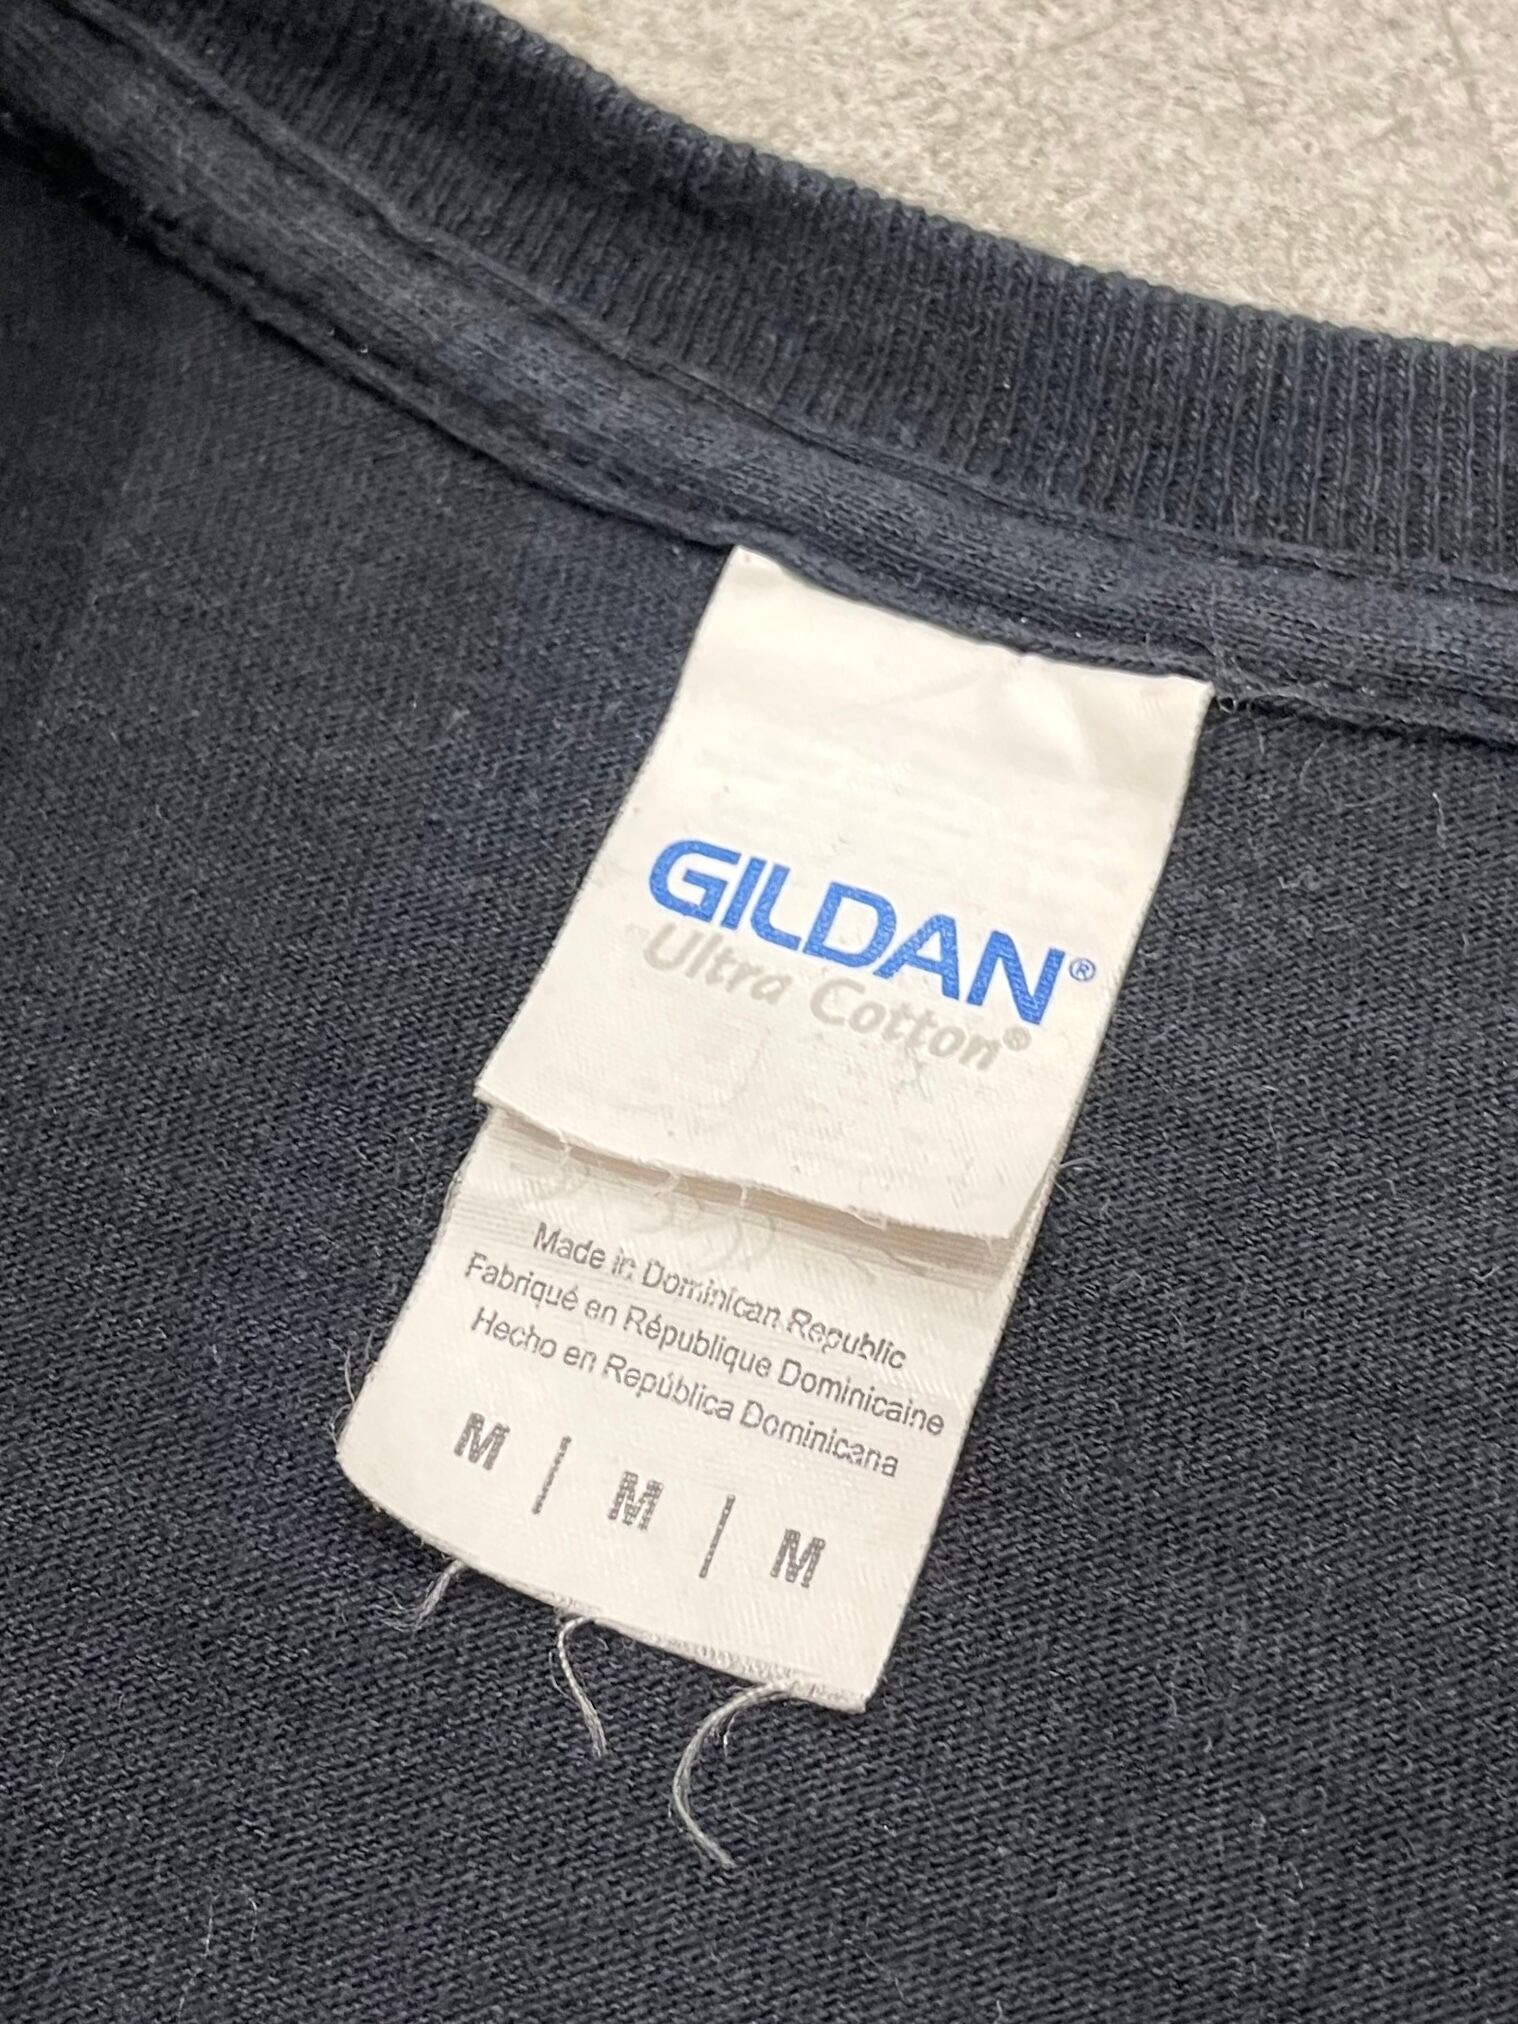 GILDAN®
Ultra Cotton®
Made in Dominican Republic
Fabriqué en République Dominicaine
Hecho en República Dominicana
M | M | M